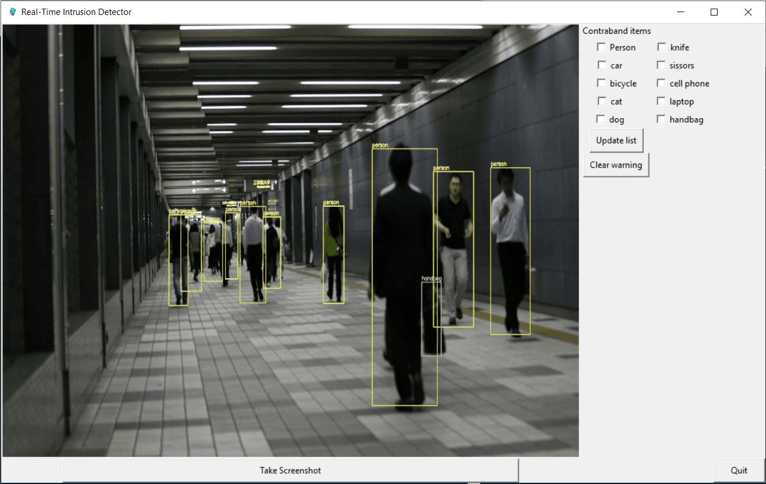 Real-Time Intrusion Detector
Contraband items
Person knife
car sissors
bicycle cell phone
cat laptop
dog handbag
Update list
Clear warning
person
person
person
person
person
person
handbag
Take Screenshot
Quit